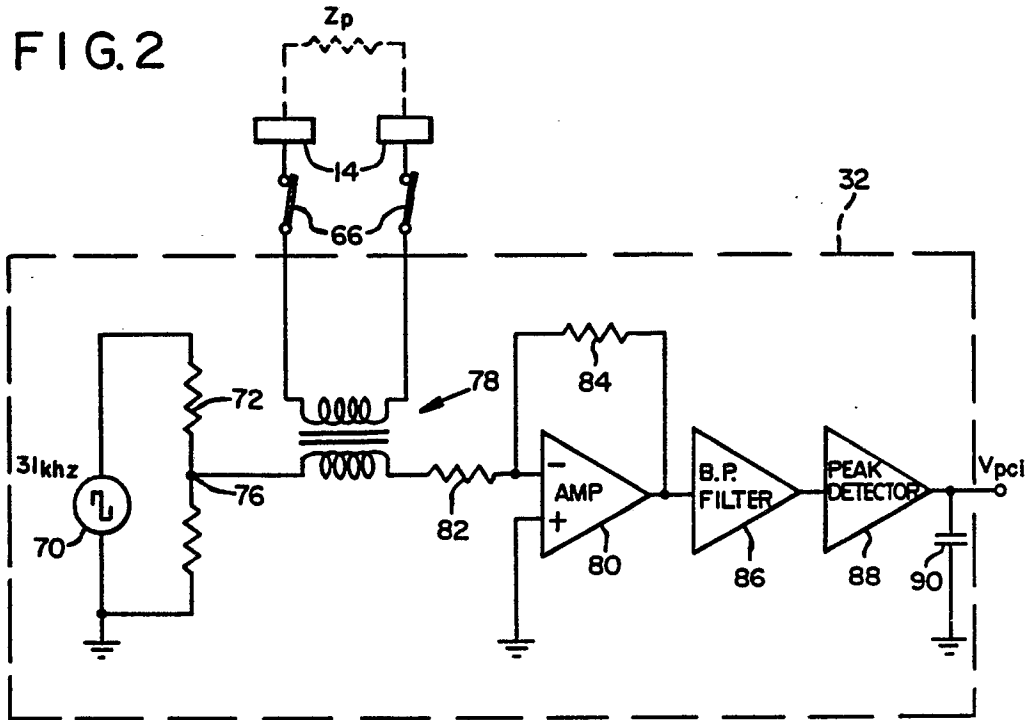 FIG. 2
Zp
14
66
32
78
72
84
31khz
76
70
82
-
AMP
+
80
B.P.
FILTER
86
PEAK
DETECTOR
88
Vpci
90